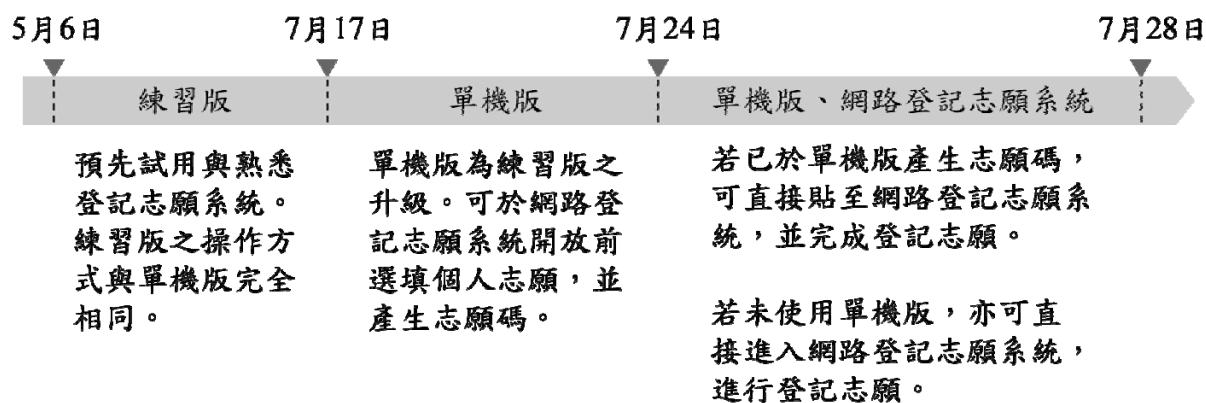 5月6日 7月17日 7月24日 7月28日
練習版 單機版 單機版、網路登記志願系統
預先試用與熟悉
登記志願系統。
練習版之操作方
式與單機版完全
相同。
單機版為練習版之
升級。可於網路登
記志願系統開放前
選填個人志願，並
產生志願碼。
若已於單機版產生志願碼，
可直接貼至網路登記志願系
統，並完成登記志願。
若未使用單機版，亦可直
接進入網路登記志願系統，
進行登記志願。